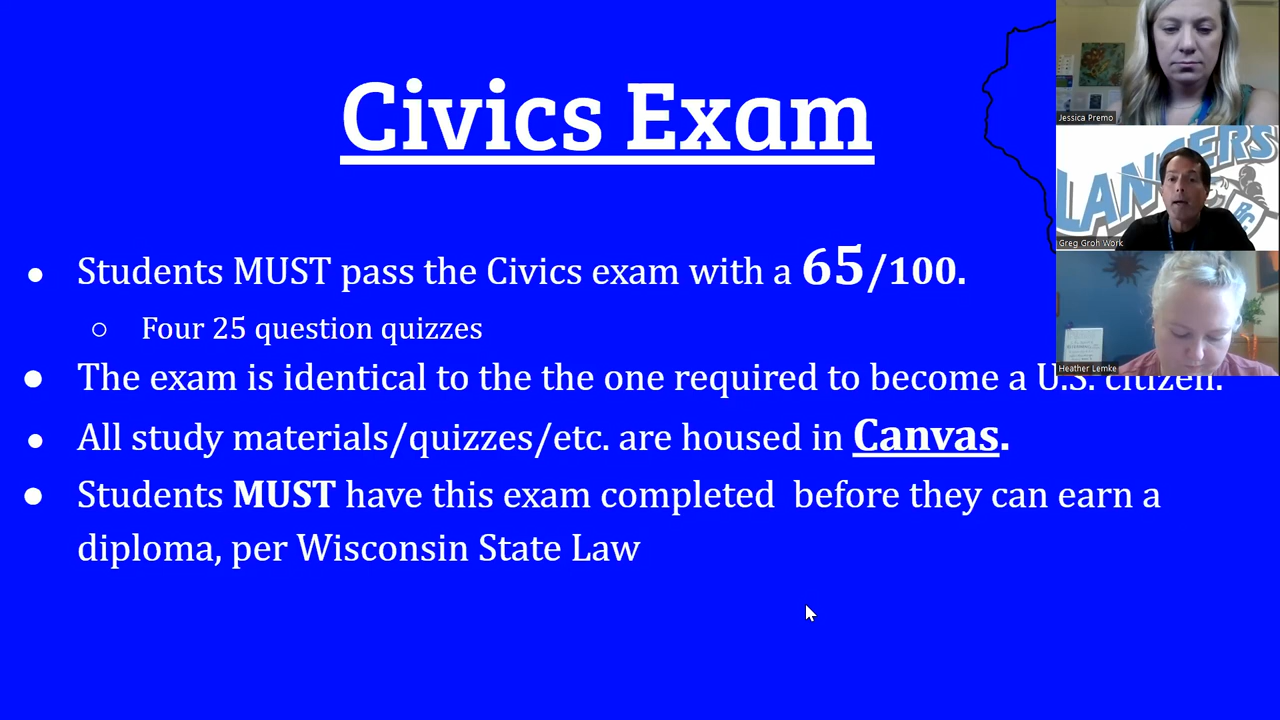 Civics Exam
Students MUST pass the Civics exam with a 65/100.
Four 25 question quizzes
The exam is identical to the the one required to become a U.S. citizen.
All study materials/quizzes/etc. are housed in Canvas.
Students MUST have this exam completed before they can earn a
diploma, per Wisconsin State Law
Jessica Premo
LANCERS
Greg Groh Work
Heather Lemke